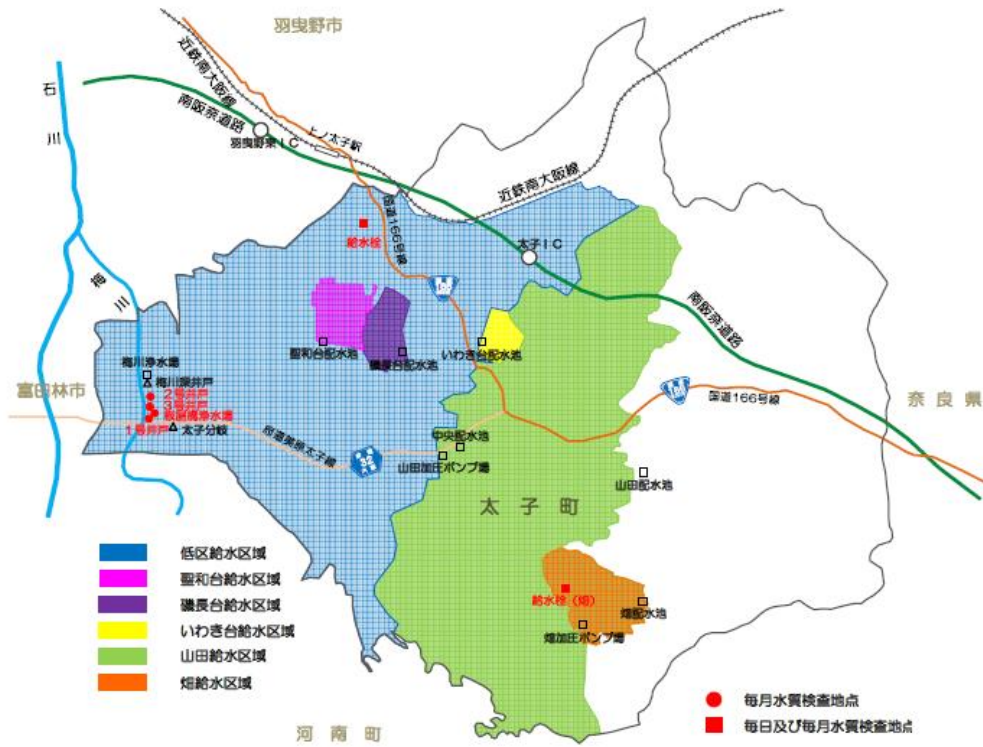 羽曳野市
近鉄南大阪線
南阪奈道路
石川
羽曳野東IC
上ノ太子駅
近鉄南大阪線
国道166号線
給水栓
太子IC
166
梅川
南阪奈道路
聖和台配水池
磯長台配水池
いわき台配水池
梅川浄水場
梅川深井戸
富田林市
2号井戸
3号井戸
1号井戸
太子分岐
166
国道166号線
奈良県
府道美原太子線
中央配水池
山田加圧ポンプ場
山田配水池
太子町
低区給水区域
聖和台給水区域
磯長台給水区域
いわき台給水区域
山田給水区域
畑給水区域
給水栓(畑)
畑配水池
畑加圧ポンプ場
毎月水質検査地点
毎日及び毎月水質検査地点
河南町